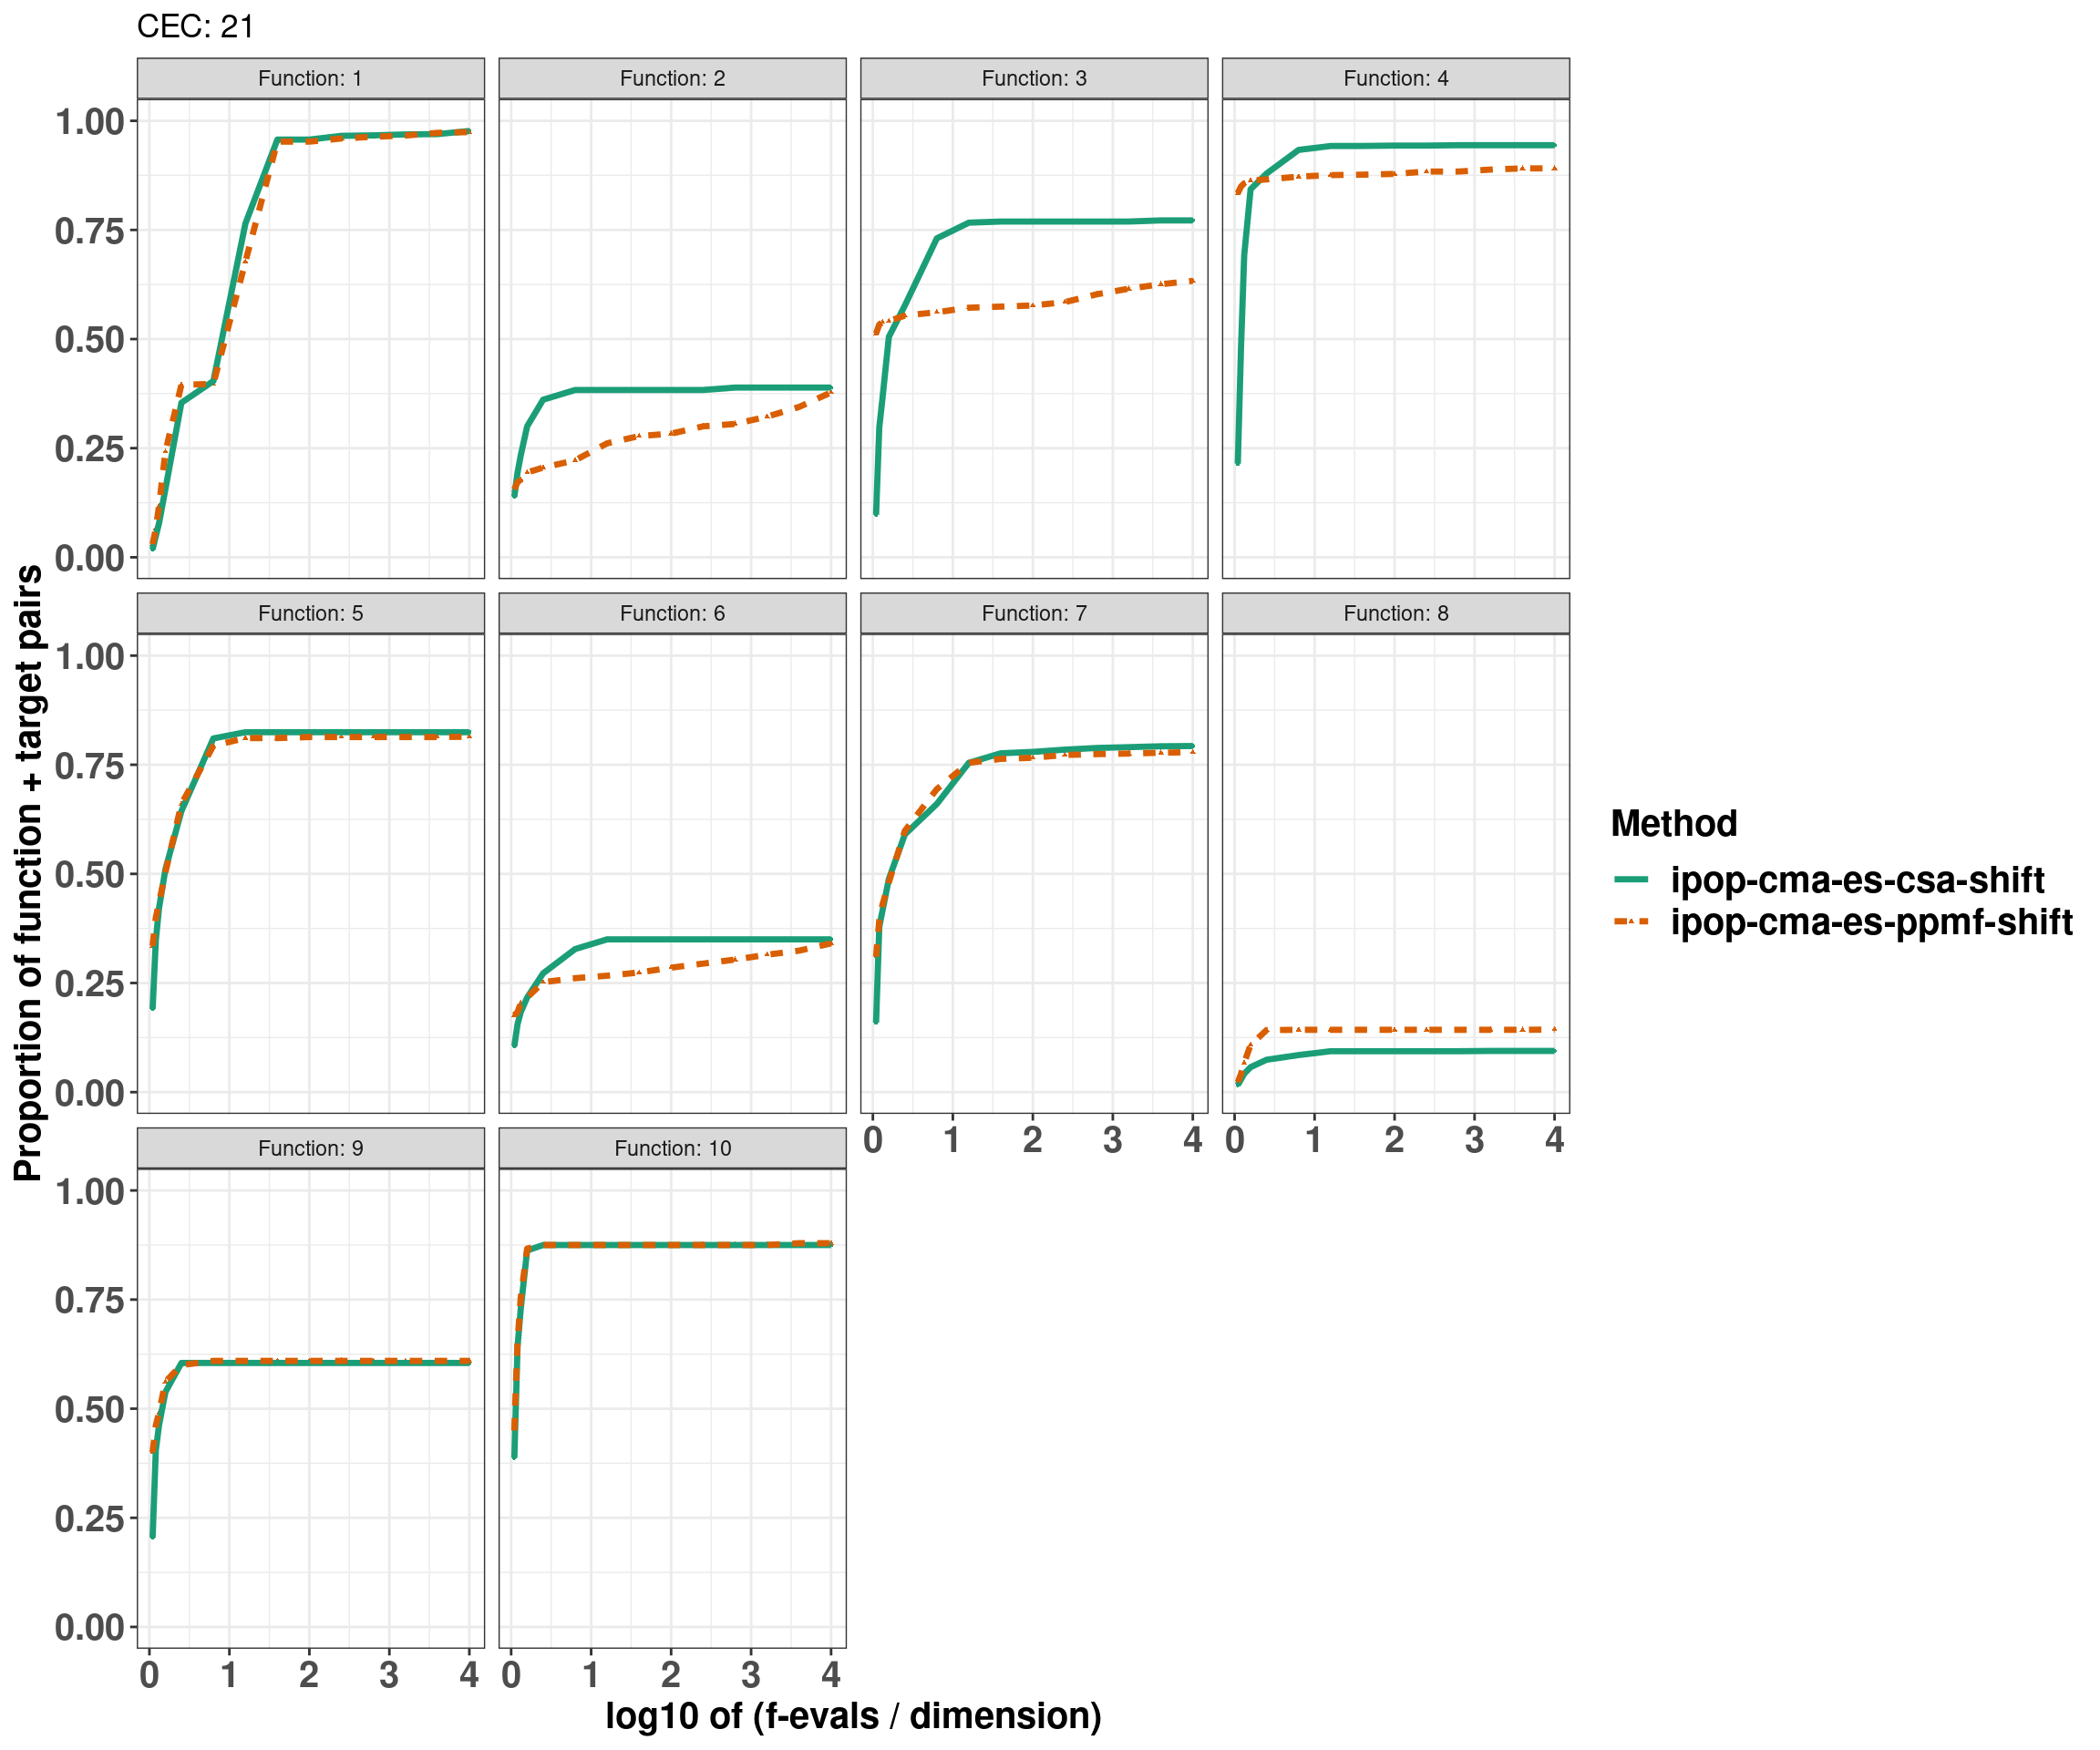 CEC: 21
Function: 1
Function: 2
Function: 3
Function: 4
1.00
0.75
0.50
0.25
0.00
Function: 5
Function: 6
Function: 7
Function: 8
1.00
0.75
0.50
0.25
0.00
0 1 2 3 4
0 1 2 3 4
Function: 9
Function: 10
1.00
0.75
0.50
0.25
0.00
0 1 2 3 4
0 1 2 3 4
log10 of (f-evals / dimension)
Proportion of function + target pairs
Method
ipop-cma-es-csa-shift
ipop-cma-es-ppmf-shift